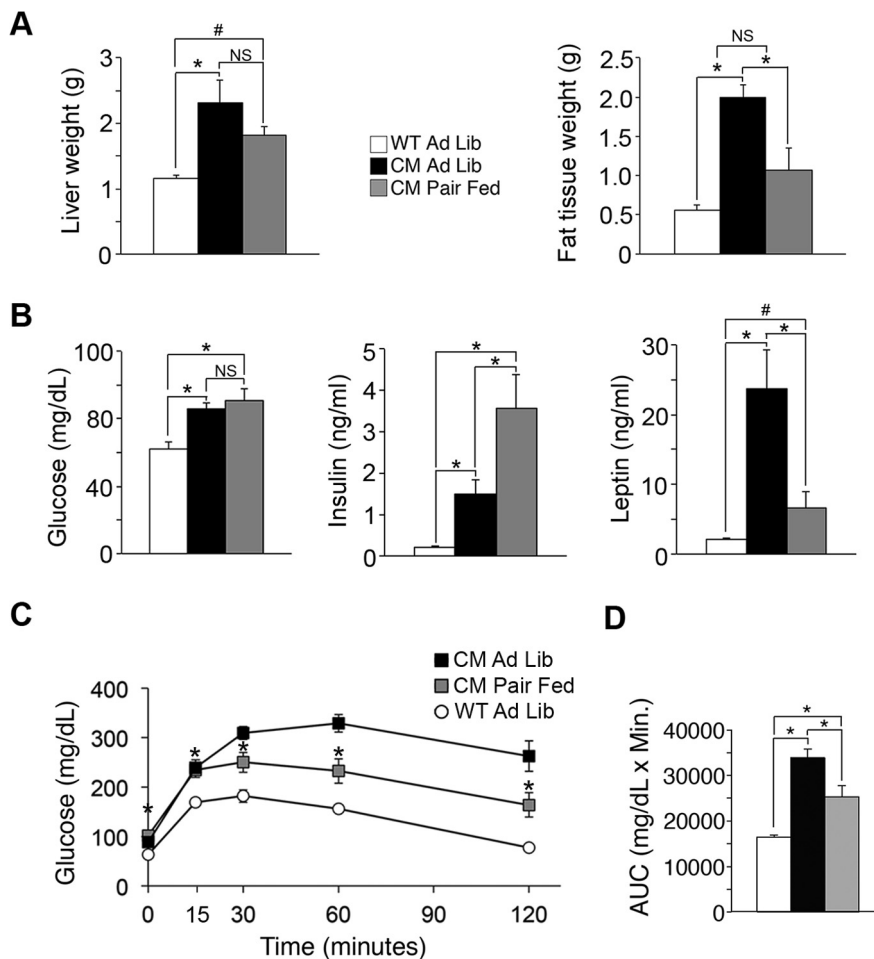 A
Liver weight (g)
3
2
1
0
#
*
NS
WT Ad Lib
CM Ad Lib
CM Pair Fed
Fat tissue weight (g)
2.5
2.0
1.5
1.0
0.5
0
NS
*
*
B
Glucose (mg/dL)
100
80
40
0
*
*
NS
Insulin (ng/ml)
5
4
3
2
1
0
*
*
*
Leptin (ng/ml)
30
20
10
0
#
*
*
C
CM Ad Lib
CM Pair Fed
WT Ad Lib
Glucose (mg/dL)
400
300
200
100
0
*
*
*
*
*
0 15 30 60 90 120
Time (minutes)
D
AUC (mg/dL x Min.)
40000
30000
20000
10000
0
*
*
*